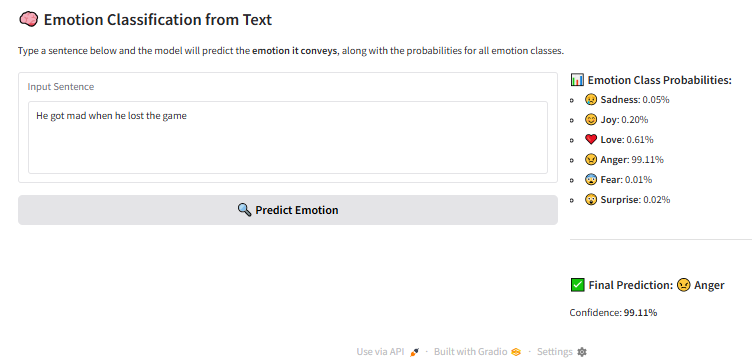 🧠 Emotion Classification from Text
Type a sentence below and the model will predict the emotion it conveys, along with the probabilities for all emotion classes.
Input Sentence
He got mad when he lost the game
🔍 Predict Emotion
📊 Emotion Class Probabilities:
😢 Sadness: 0.05%
😊 Joy: 0.20%
❤️ Love: 0.61%
😠 Anger: 99.11%
😨 Fear: 0.01%
😲 Surprise: 0.02%
✅ Final Prediction: 😠 Anger
Confidence: 99.11%
Use via API 🚀 · Built with Gradio · Settings ⚙️